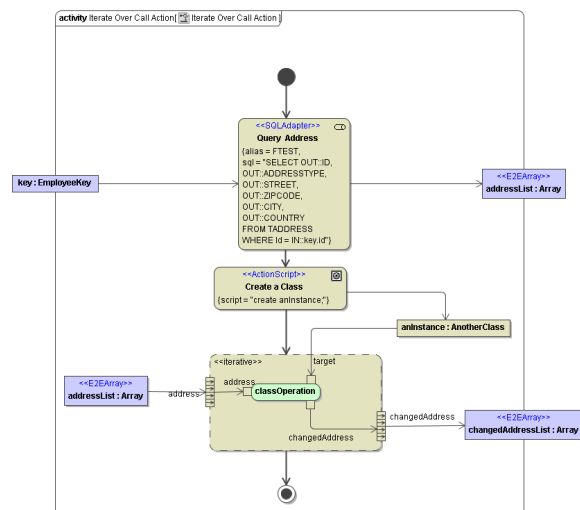 activity Iterate Over Call Action[ Iterate Over Call Action ]
<<SQLAdapter>>
Query Address
{alias = FTEST,
sql = "SELECT OUT::ID,
OUT::ADDRESSTYPE,
OUT::STREET,
OUT::ZIPCODE,
OUT::CITY,
OUT::COUNTRY
FROM TADDRESS
WHERE Id = IN::key.id"}
key : EmployeeKey
<<E2EArray>>
addressList : Array
<<ActionScript>>
Create a Class
{script = "create anInstance;"}
anInstance : AnotherClass
<<iterative>>
target
<<E2EArray>>
addressList : Array
address
address
classOperation
changedAddress
changedAddress
<<E2EArray>>
changedAddressList : Array